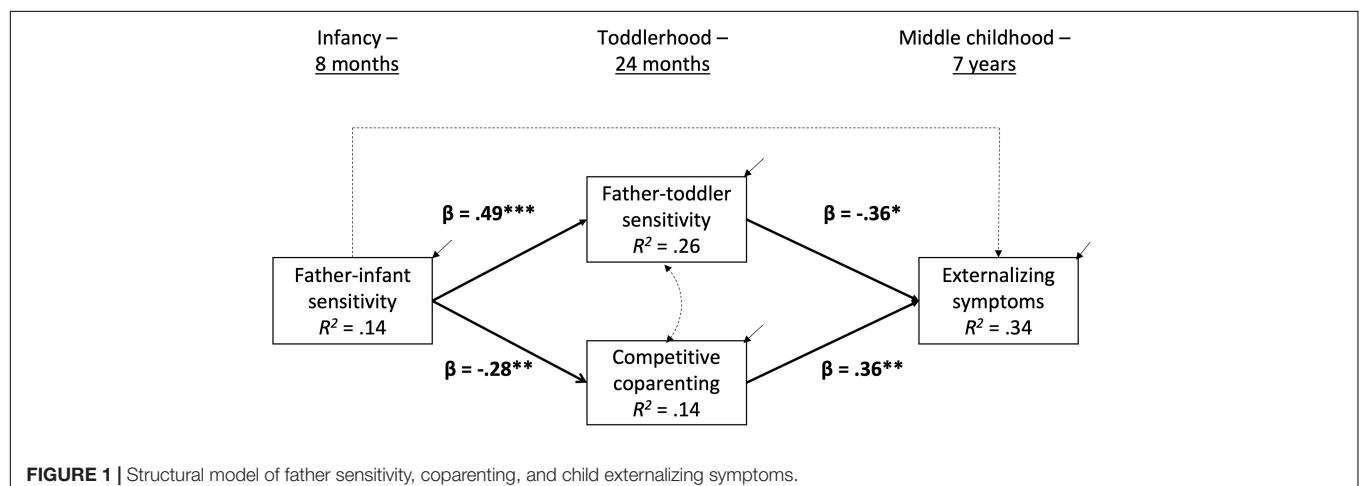 Infancy –
8 months
Toddlerhood –
24 months
Middle childhood –
7 years
Father-toddler
sensitivity
R² = .26
β = .49***
β = -.36*
Father-infant
sensitivity
R² = .14
Externalizing
symptoms
R² = .34
Competitive
coparenting
R² = .14
β = -.28**
β = .36**
FIGURE 1 | Structural model of father sensitivity, coparenting, and child externalizing symptoms.